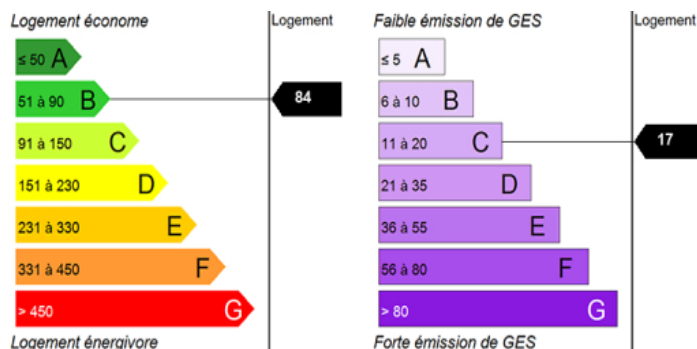 Logement économe
Logement
≤ 50 A
51 à 90 B
84
91 à 150 C
151 à 230 D
231 à 330 E
331 à 450 F
> 450 G
Logement énergivore
Faible émission de GES
Logement
≤ 5 A
6 à 10 B
11 à 20 C
17
21 à 35 D
36 à 55 E
56 à 80 F
> 80 G
Forte émission de GES